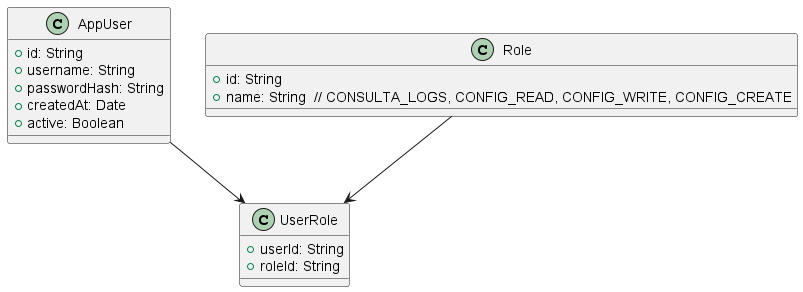 C AppUser
id: String
username: String
passwordHash: String
createdAt: Date
active: Boolean
C Role
id: String
name: String // CONSULTA_LOGS, CONFIG_READ, CONFIG_WRITE, CONFIG_CREATE
C UserRole
userId: String
roleId: String